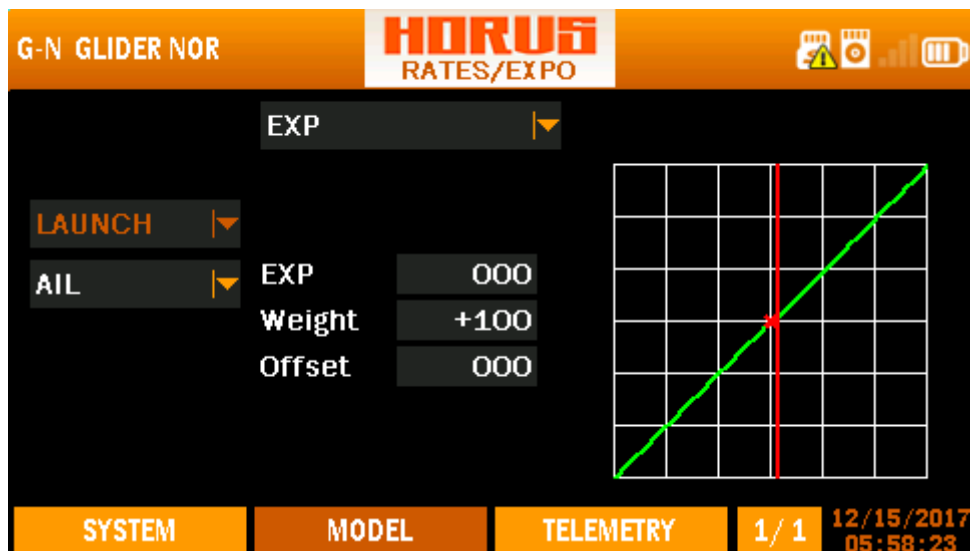 G-N GLIDER NOR
HORUS
RATES/EXPO
EXP
LAUNCH
AIL
EXP 000
Weight +100
Offset 000
SYSTEM MODEL TELEMETRY 1/1 12/15/2017
05:58:23